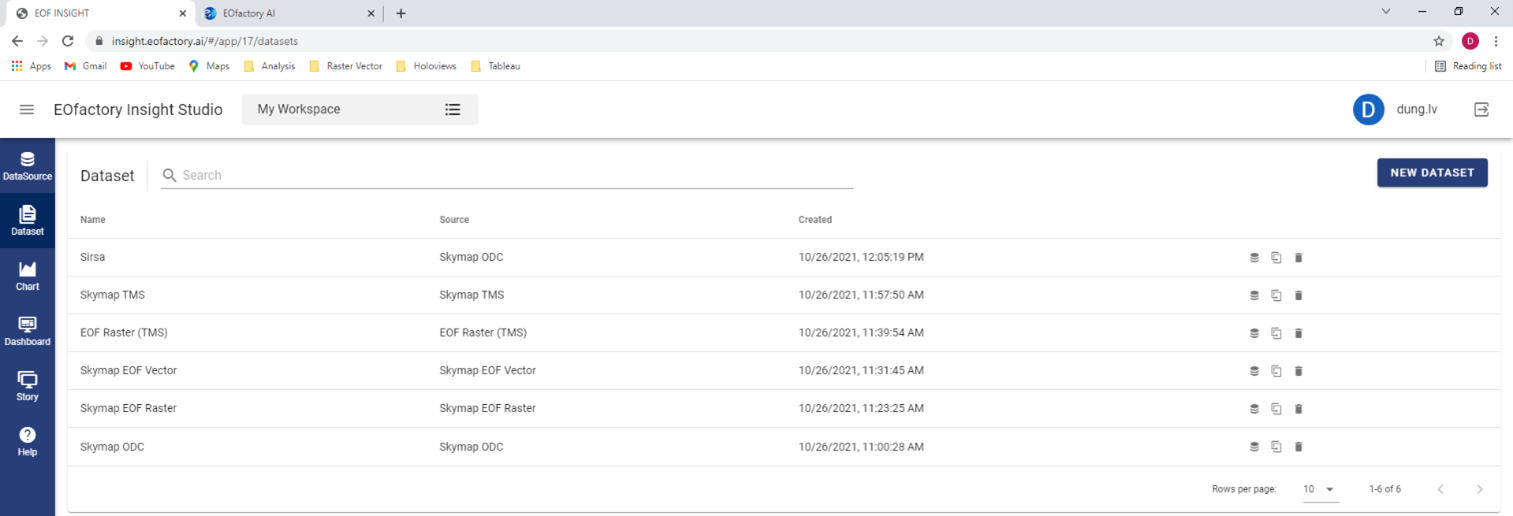 EOF INSIGHT
EOfactory AI
insight.eofactory.ai/#/app/17/datasets
D
Apps Gmail YouTube Maps Analysis Raster Vector Holoviews Tableau
Reading list
EOfactory Insight Studio
My Workspace
D dung.lv
DataSource
Dataset
Chart
Dashboard
Story
Help
Dataset Search NEW DATASET
Name Source Created
Sirsa Skymap ODC 10/26/2021, 12:05:19 PM
Skymap TMS Skymap TMS 10/26/2021, 11:57:50 AM
EOF Raster (TMS) EOF Raster (TMS) 10/26/2021, 11:39:54 AM
Skymap EOF Vector Skymap EOF Vector 10/26/2021, 11:31:45 AM
Skymap EOF Raster Skymap EOF Raster 10/26/2021, 11:23:25 AM
Skymap ODC Skymap ODC 10/26/2021, 11:00:28 AM
Rows per page: 10 1-6 of 6